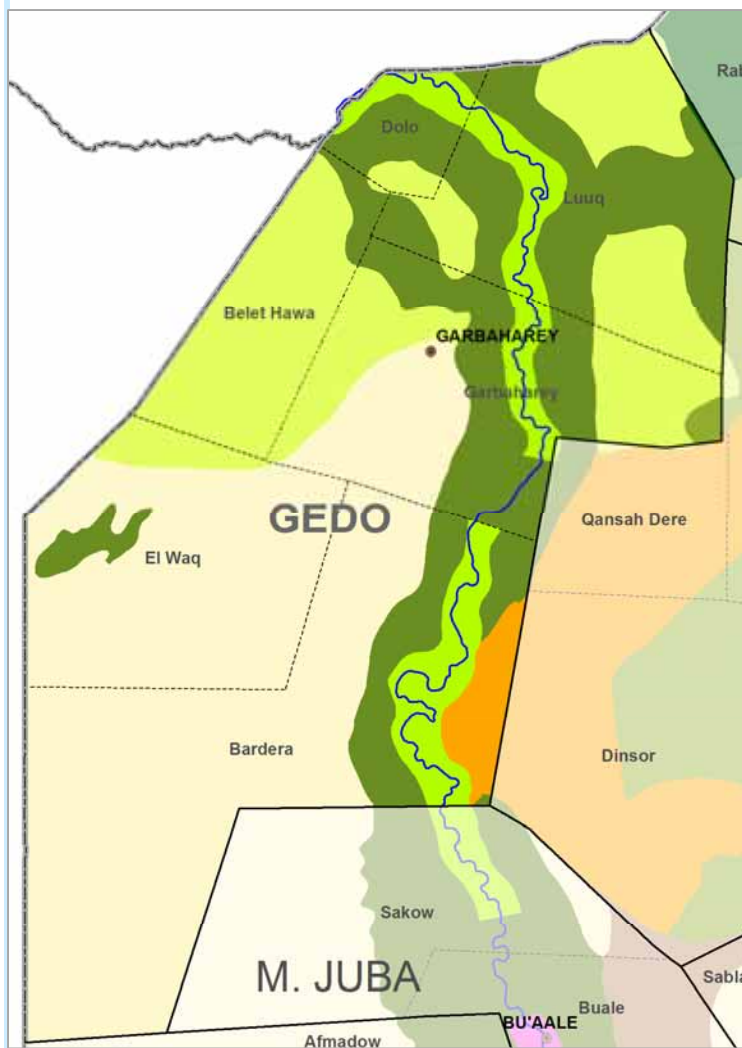 Ral
Dolo
Luuq
Belet Hawa
GARBAHAREY
Garbaharey
GEDO
Qansah Dere
El Waq
Bardera
Dinsor
Sakow
M. JUBA
Sabla
Buale
BU'AALE
Afmadow